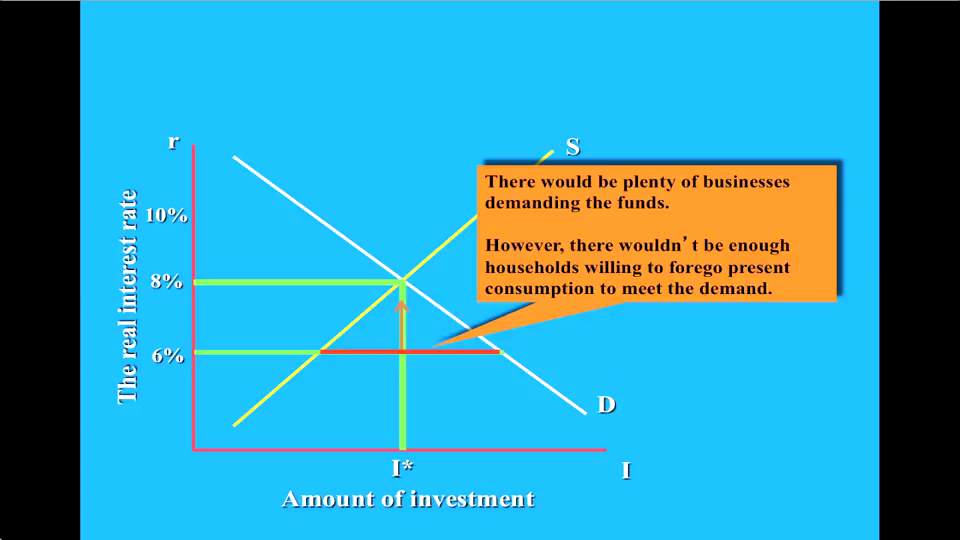 r
S
There would be plenty of businesses
demanding the funds.
However, there wouldn’t be enough
households willing to forego present
consumption to meet the demand.
10%
8%
6%
The real interest rate
D
I*
I
Amount of investment